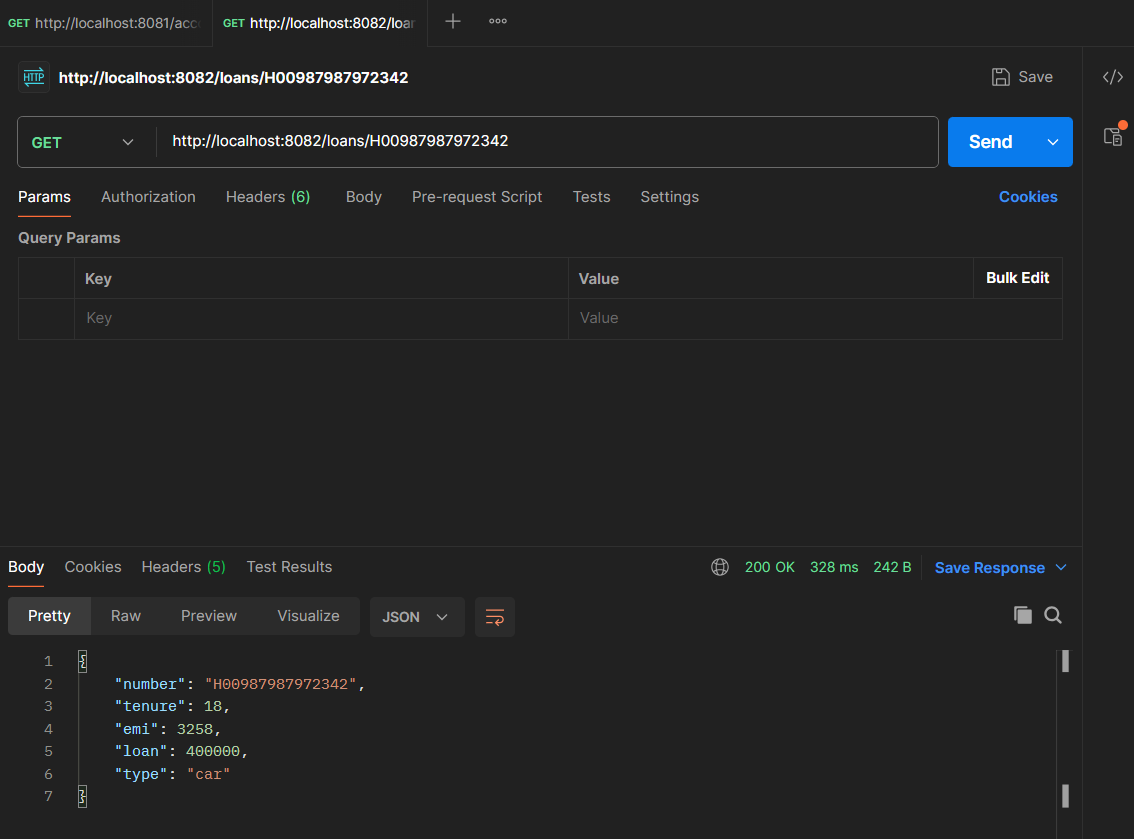 GET http://localhost:8081/acc GET http://localhost:8082/loar
HTTP http://localhost:8082/loans/H00987987972342 Save </>
GET http://localhost:8082/loans/H00987987972342 Send
Params Authorization Headers (6) Body Pre-request Script Tests Settings Cookies
Query Params
Key Value Bulk Edit
Key Value
Body Cookies Headers (5) Test Results 200 OK 328 ms 242 B Save Response
Pretty Raw Preview Visualize JSON
1 {
2 "number": "H00987987972342",
3 "tenure": 18,
4 "emi": 3258,
5 "loan": 400000,
6 "type": "car"
7 }